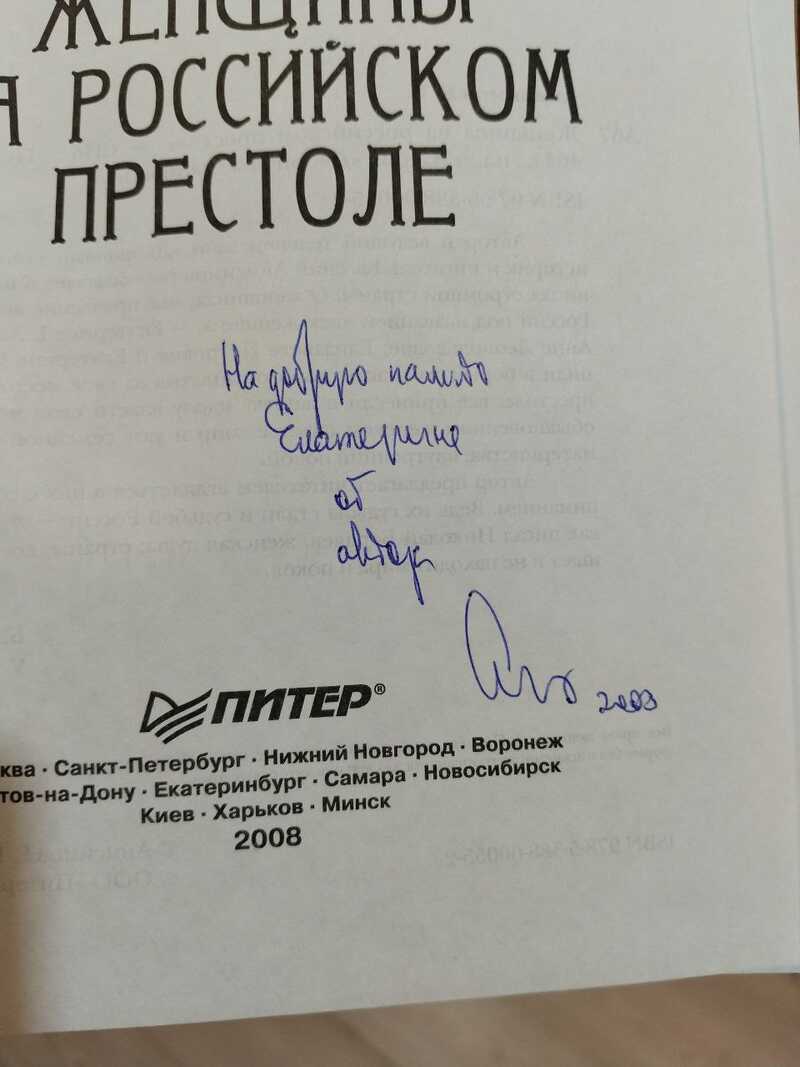 ЖЕНЩИНЫ
А РОССИЙСКОМ
ПРЕСТОЛЕ
На добрую память
Екатерине
от
автора
2008
ПИТЕР®
ква · Санкт-Петербург · Нижний Новгород · Воронеж
тов-на-Дону · Екатеринбург · Самара · Новосибирск
Киев · Харьков · Минск
2008